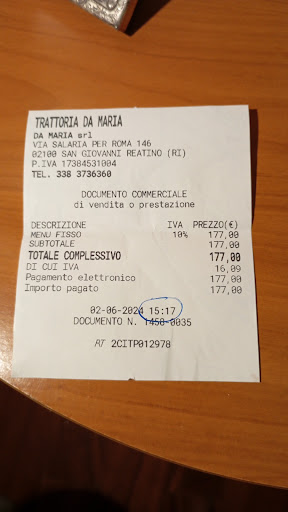 TRATTORIA DA MARIA
DA MARIA srl
VIA SALARIA PER ROMA 146
02100 SAN GIOVANNI REATINO (RI)
P.IVA 17384531004
TEL. 338 3736360
DOCUMENTO COMMERCIALE
di vendita o prestazione
DESCRIZIONE IVA PREZZO(€)
MENU FISSO 10% 177,00
SUBTOTALE 177,00
TOTALE COMPLESSIVO 177,00
DI CUI IVA 16,09
Pagamento elettronico 177,00
Importo pagato 177,00
02-06-2024 15:17
DOCUMENTO N. 1450-0035
RT 2CITP012978